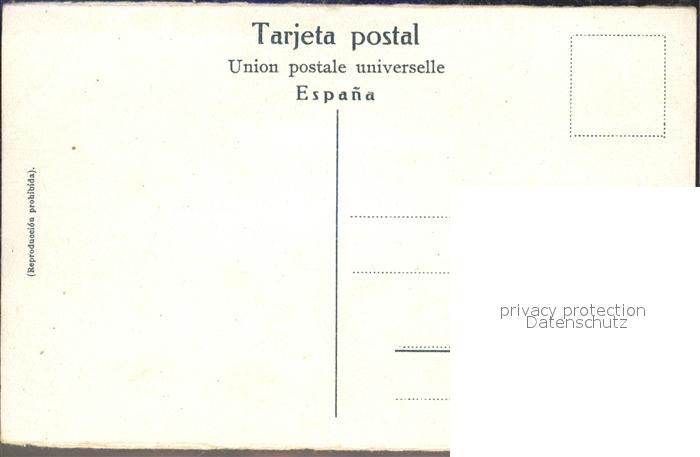 Tarjeta postal
Union postale universelle
España
(Reproducción prohibida).
privacy protection
Datenschutz